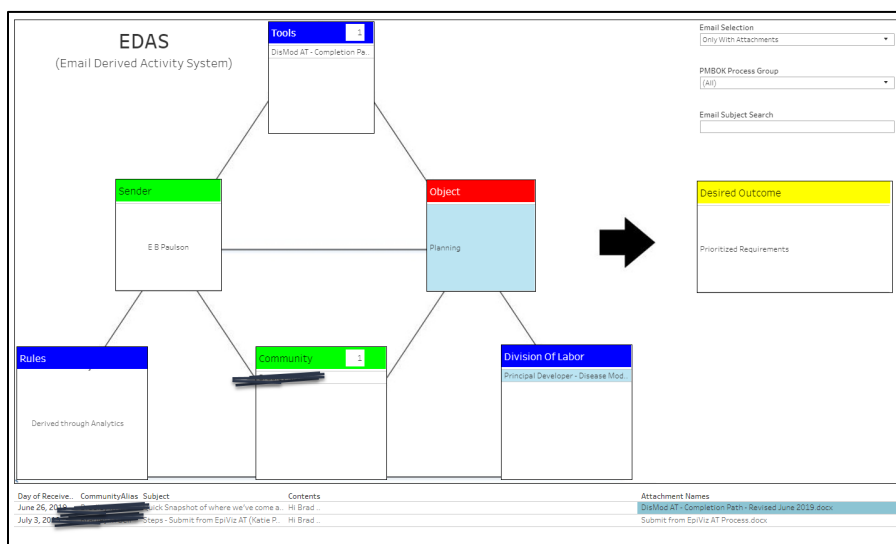 EDAS
(Email Derived Activity System)
Tools 1
DisMod AT - Completion Pa..
Email Selection
Only With Attachments
PMBOK Process Group
(All)
Email Subject Search
Sender
E B Paulson
Object
Planning
Desired Outcome
Prioritized Requirements
Rules
Derived through Analytics
Community 1
Division Of Labor
Principal Developer - Disease Mod..
Day of Receive.. CommunityAlias Subject Contents Attachment Names
June 26, 2019 Quick Snapshot of where we've come a.. Hi Brad .. DisMod AT - Completion Path - Revised June 2019.docx
July 3, Steps - Submit from EpiViz AT (Katie P.. Hi Brad .. Submit from EpiViz AT Process.docx